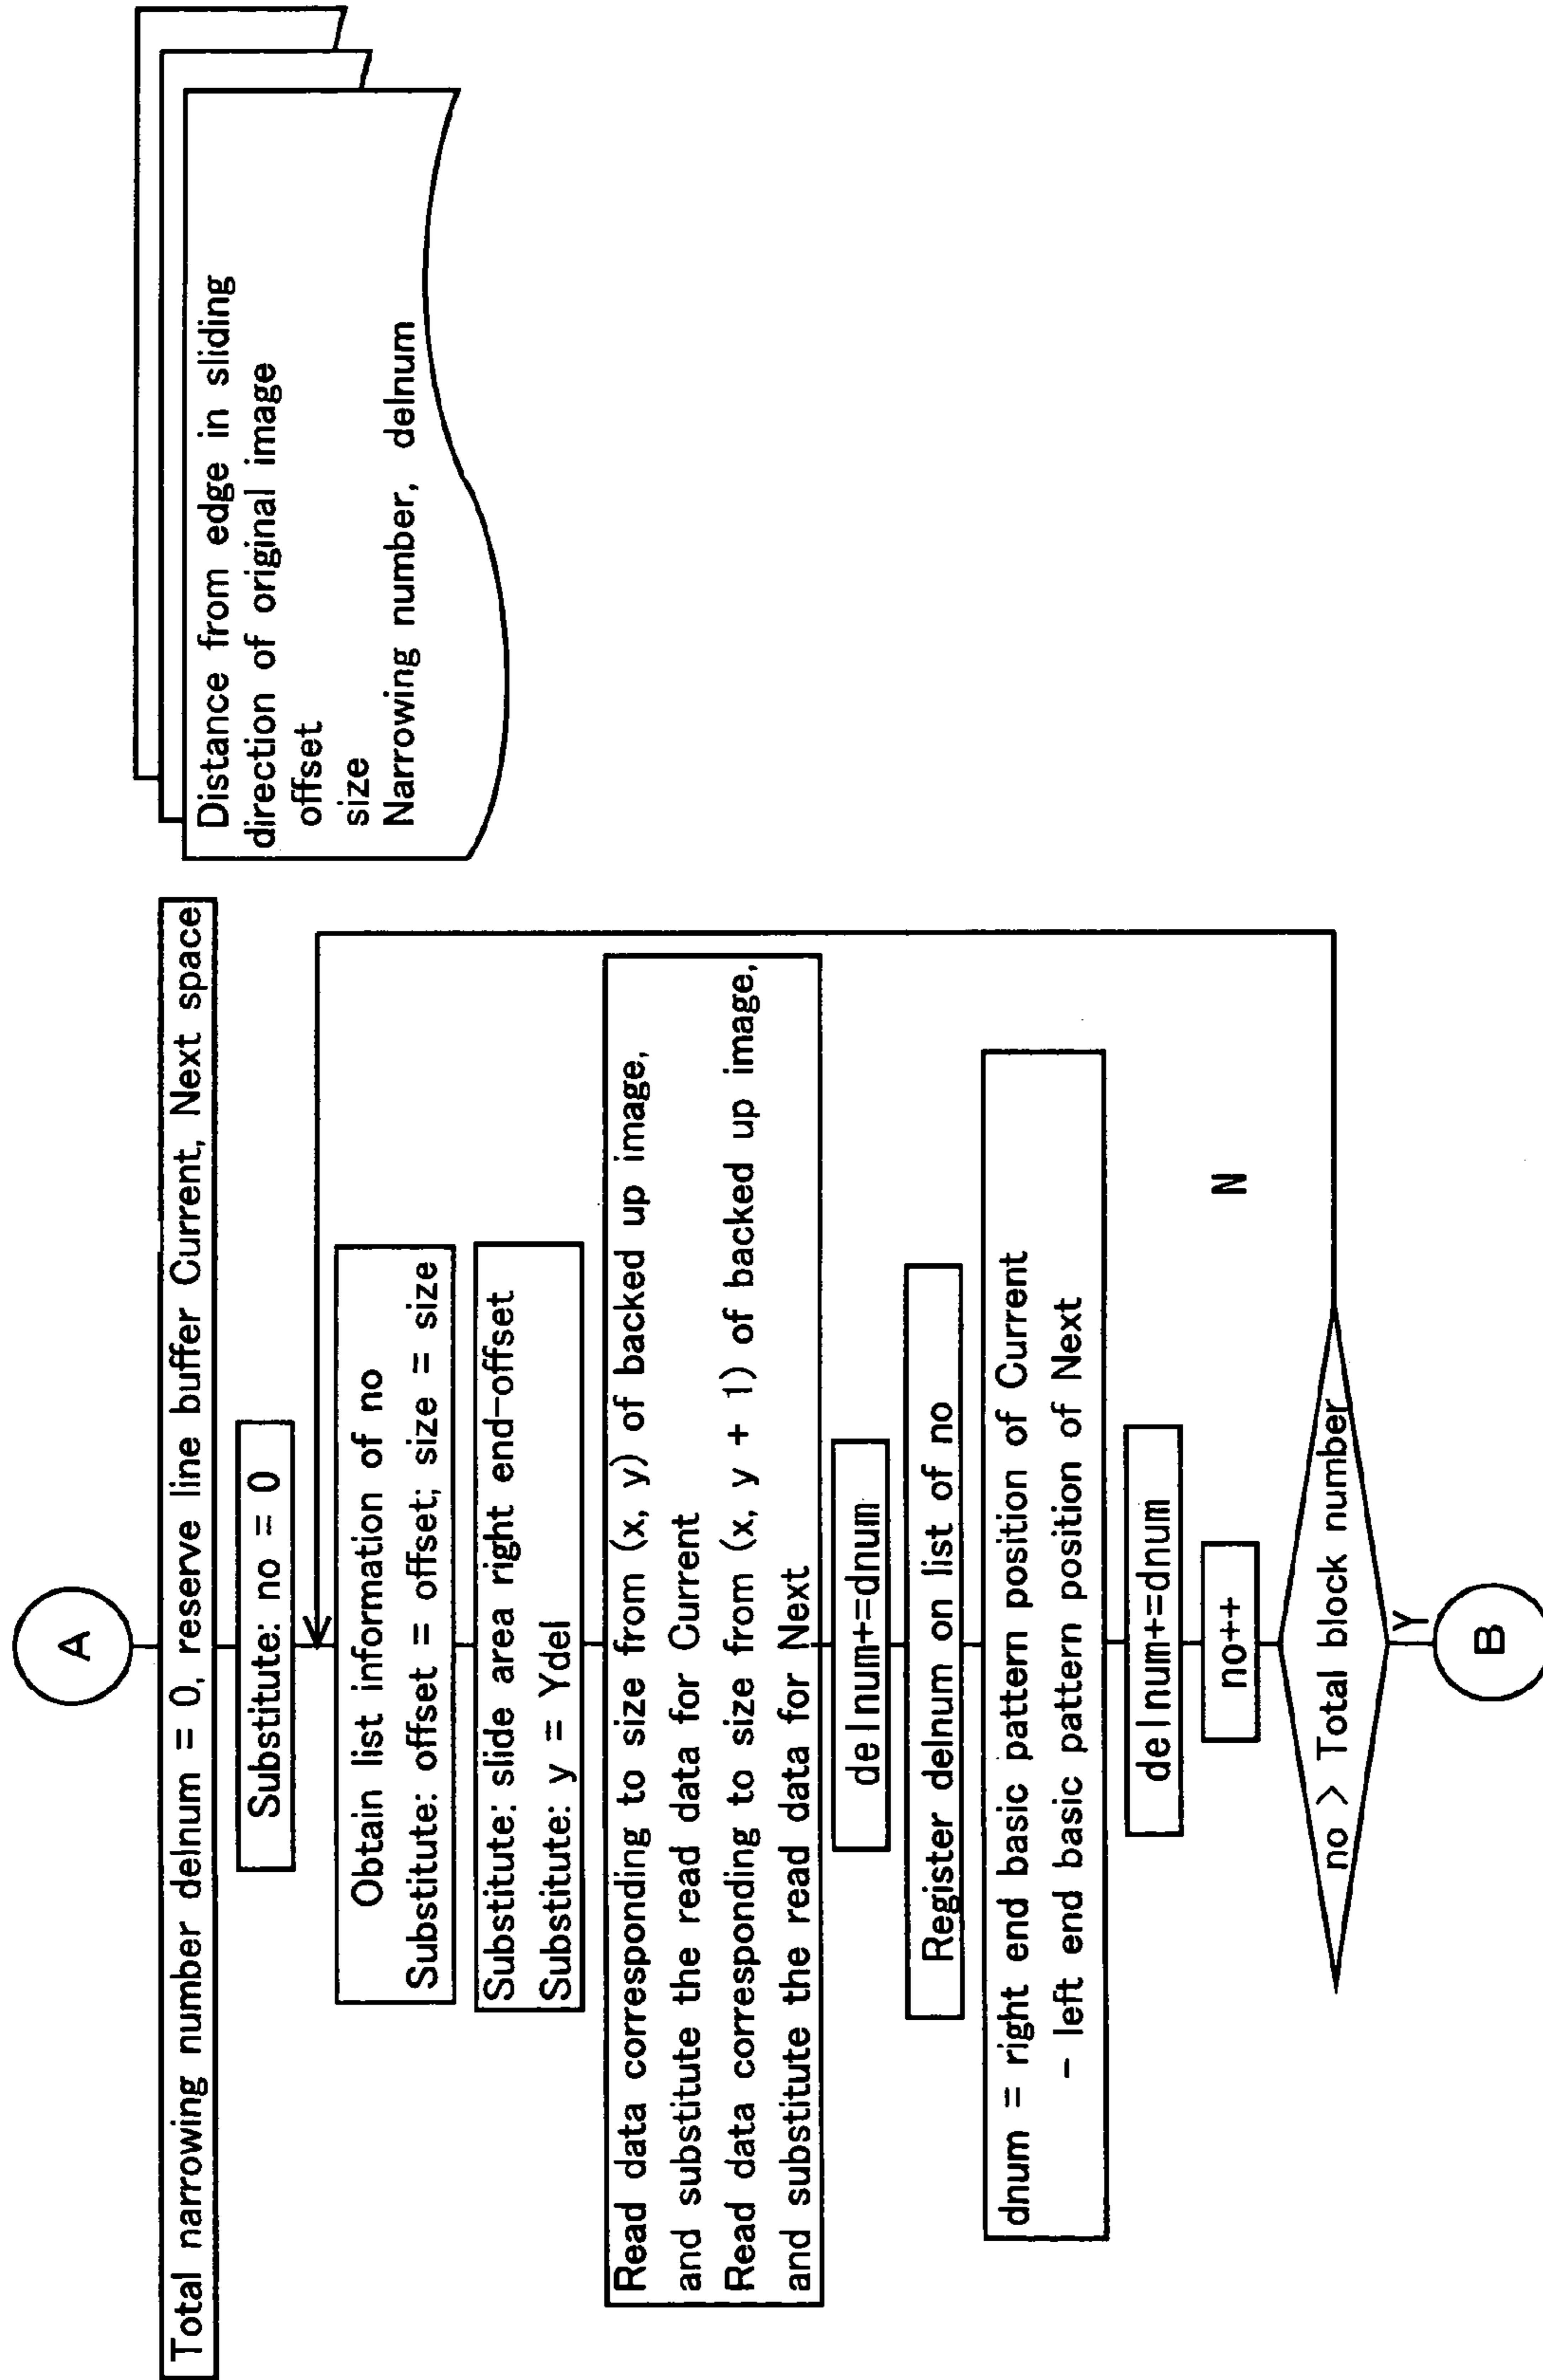 A
Total narrowing number delnum = 0, reserve line buffer Current, Next space
Substitute: no = 0
Obtain list information of no
Substitute: offset = offset; size = size
Substitute: slide area right end-offset
Substitute: y = Ydel
Read data corresponding to size from (x, y) of backed up image,
and substitute the read data for Current
Read data corresponding to size from (x, y + 1) of backed up image,
and substitute the read data for Next
delnum+=dnum
Register delnum on list of no
dnum = right end basic pattern position of Current
- left end basic pattern position of Next
delnum+=dnum
no++
no > Total block number
N
Y
B
Distance from edge in sliding
direction of original image
offset
size
Narrowing number, delnum